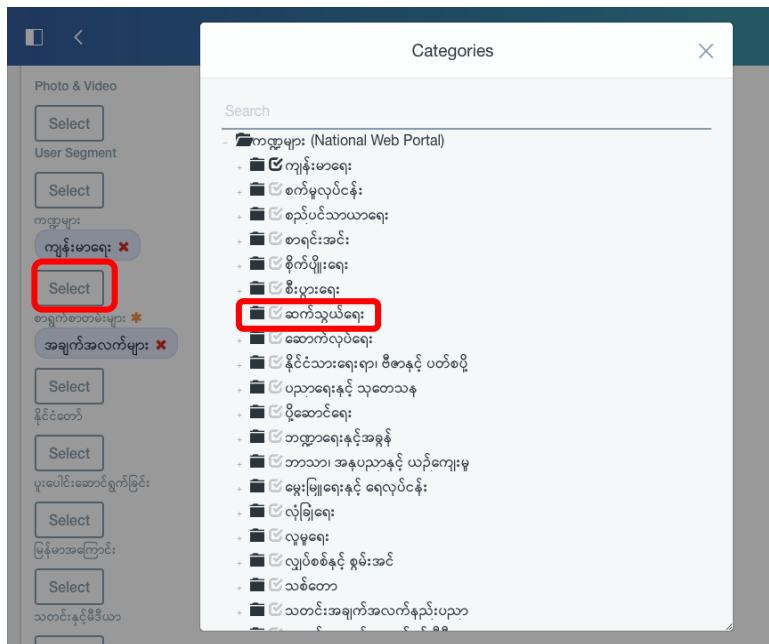 Categories
Photo & Video
Select
User Segment
Select
ကဏ္ဍများ
ကျန်းမာရေး
Select
စာရွက်စာတမ်းများ
အချက်အလက်များ
Select
နိုင်ငံတော်
Select
ပူးပေါင်းဆောင်ရွက်ခြင်း
Select
မြန်မာအကြောင်း
Select
သတင်းနှင့်မီဒီယာ
Search
ကဏ္ဍများ (National Web Portal)
ကျန်းမာရေး
စက်မှုလုပ်ငန်း
စည်ပင်သာယာရေး
စာရင်းအင်း
စိုက်ပျိုးရေး
စီးပွားရေး
ဆက်သွယ်ရေး
ဆောက်လုပ်ရေး
နိုင်ငံသားရေးရာ၊ ဗီဇာနှင့် ပတ်စပို့
ပညာရေးနှင့် သုတေသန
ပို့ဆောင်ရေး
ဘဏ္ဍာရေးနှင့်အခွန်
ဘာသာ၊ အနုပညာနှင့် ယဉ်ကျေးမှု
မွေးမြူရေးနှင့် ရေလုပ်ငန်း
လုံခြုံရေး
လူမှုရေး
လျှပ်စစ်နှင့် စွမ်းအင်
သစ်တော
သတင်းအချက်အလက်နည်းပညာ